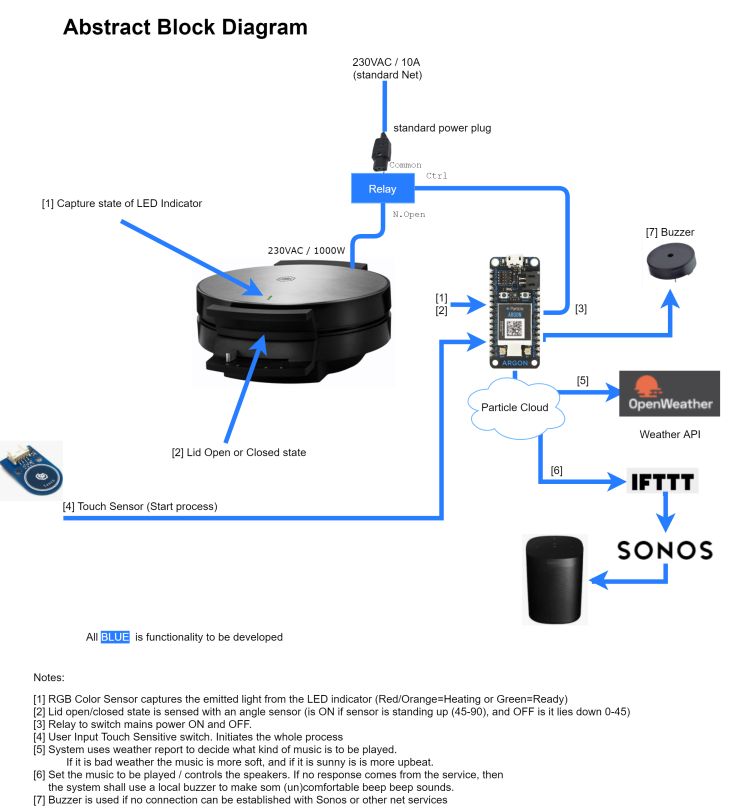 Abstract Block Diagram
230VAC / 10A
(standard Net)
standard power plug
Common
Ctrl
Relay
N.Open
[1] Capture state of LED Indicator
230VAC / 1000W
[7] Buzzer
[1]
[2]
[3]
Particle
ARGON
ARGON
Particle Cloud
[5]
OpenWeather
Weather API
[2] Lid Open or Closed state
[6]
IFTTT
[4] Touch Sensor (Start process)
SONOS
All BLUE is functionality to be developed
Notes:
[1] RGB Color Sensor captures the emitted light from the LED indicator (Red/Orange=Heating or Green=Ready)
[2] Lid open/closed state is sensed with an angle sensor (is ON if sensor is standing up (45-90), and OFF is it lies down 0-45)
[3] Relay to switch mains power ON and OFF.
[4] User Input Touch Sensitive switch. Initiates the whole process
[5] System uses weather report to decide what kind of music is to be played.
If it is bad weather the music is more soft, and if it is sunny is is more upbeat.
[6] Set the music to be played / controls the speakers. If no response comes from the service, then
the system shall use a local buzzer to make som (un)comfortable beep beep sounds.
[7] Buzzer is used if no connection can be established with Sonos or other net services